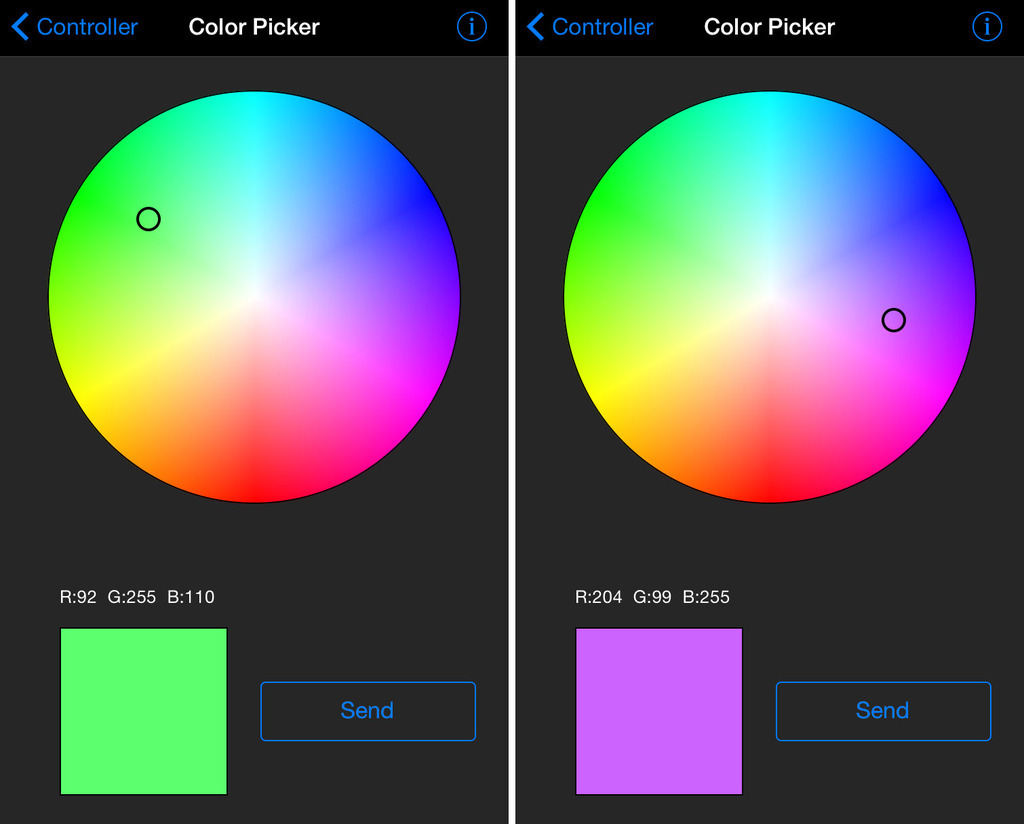 Controller Color Picker i
R:92 G:255 B:110
Send
Controller Color Picker i
R:204 G:99 B:255
Send